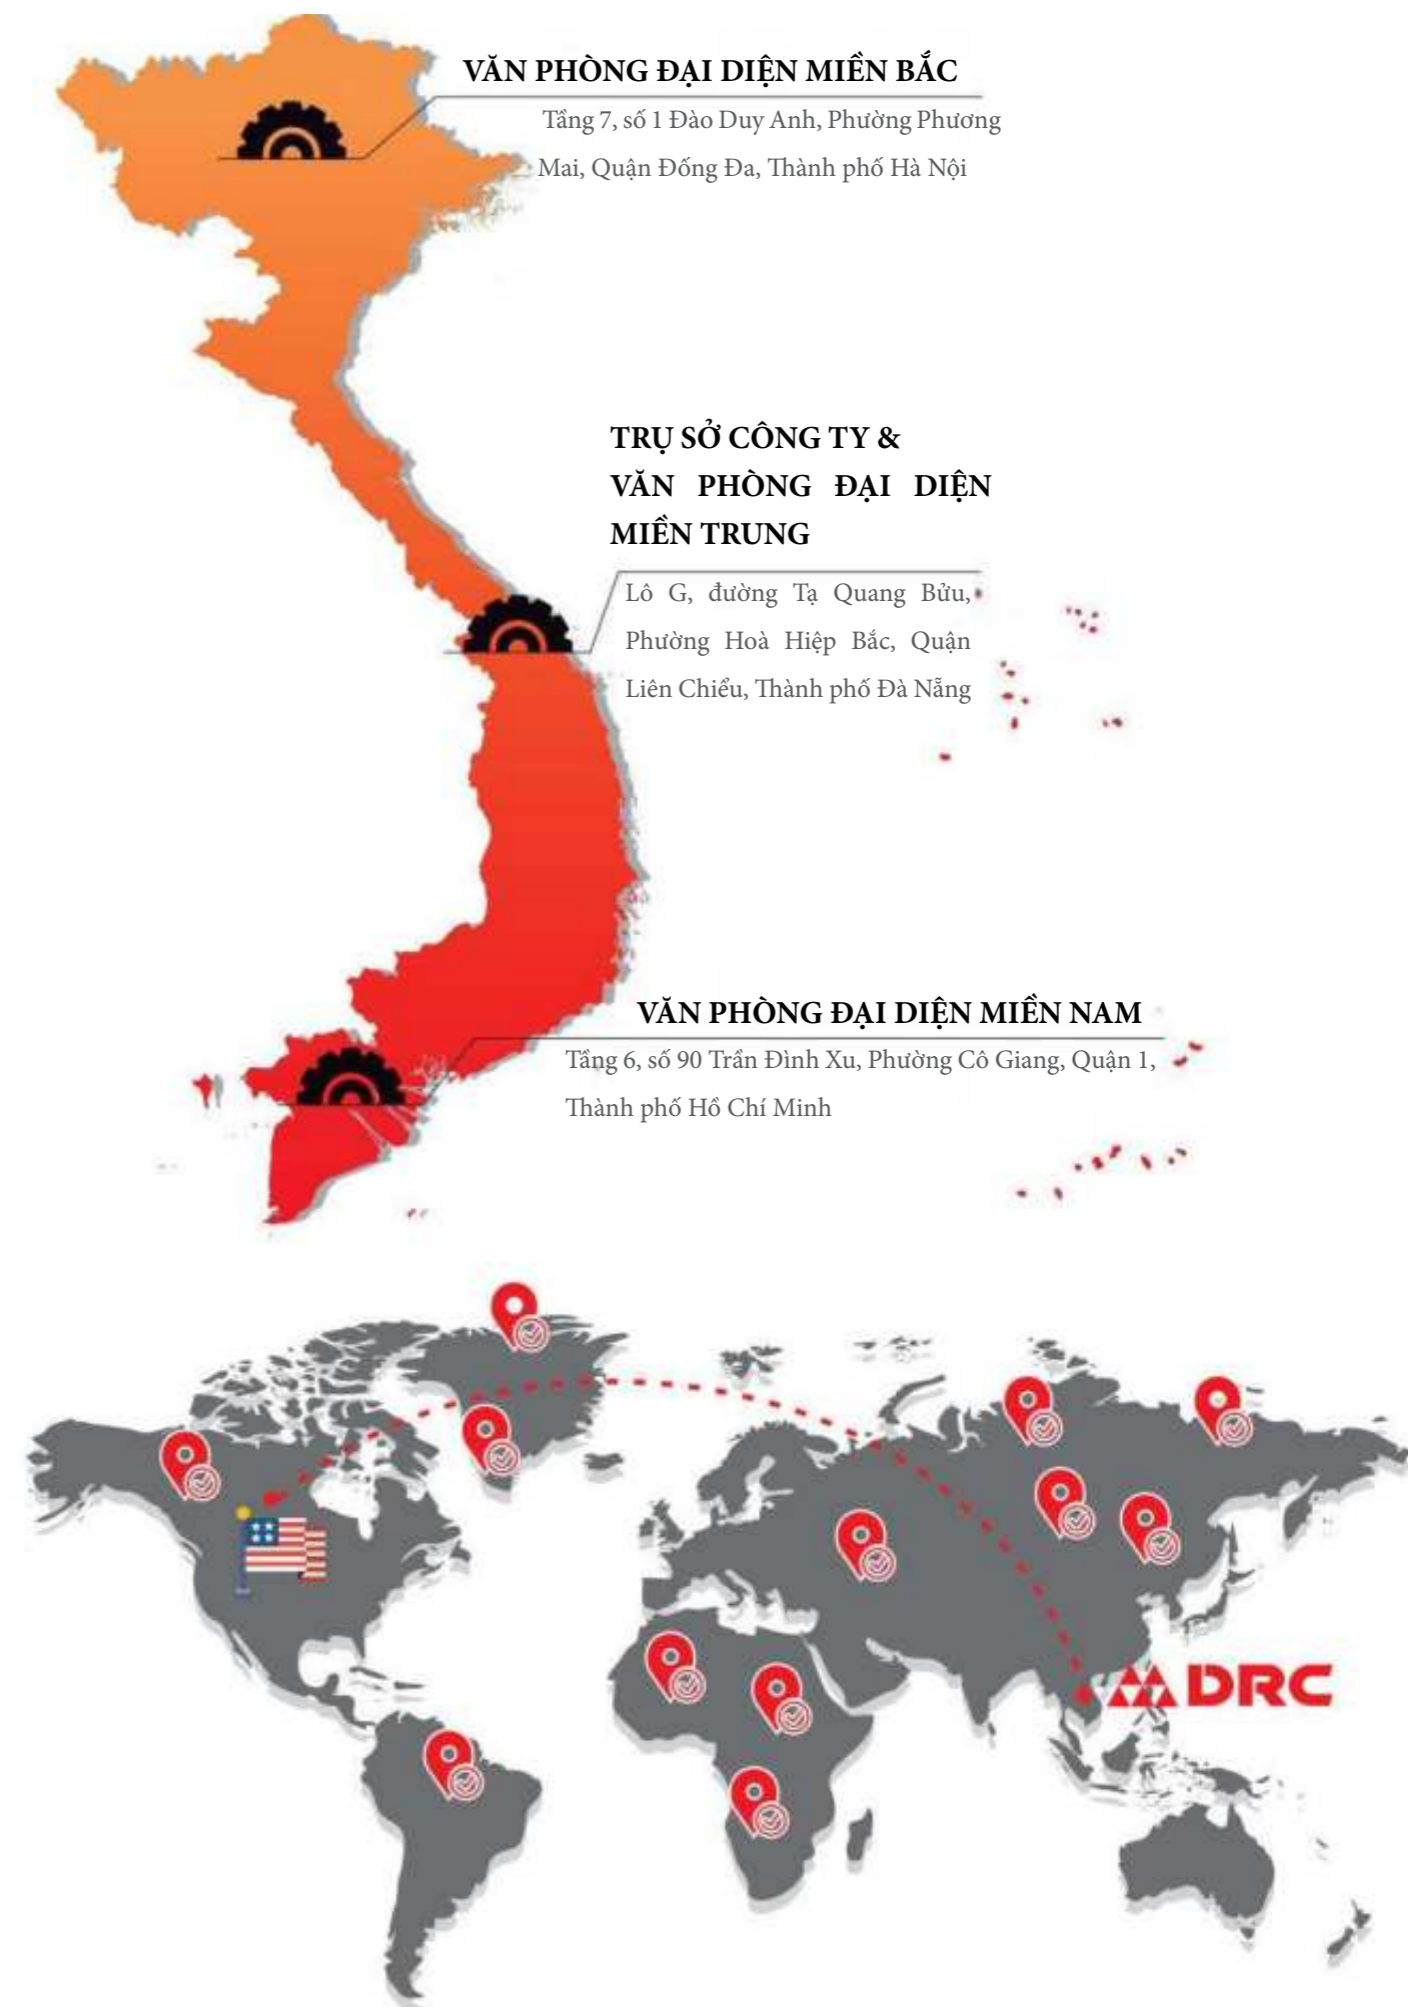 VĂN PHÒNG ĐẠI DIỆN MIỀN BẮC
Tầng 7, số 1 Đào Duy Anh, Phường Phương
Mai, Quận Đống Đa, Thành phố Hà Nội
TRỤ SỞ CÔNG TY &
VĂN PHÒNG ĐẠI DIỆN
MIỀN TRUNG
Lô G, đường Tạ Quang Bửu,
Phường Hoà Hiệp Bắc, Quận
Liên Chiểu, Thành phố Đà Nẵng
VĂN PHÒNG ĐẠI DIỆN MIỀN NAM
Tầng 6, số 90 Trần Đình Xu, Phường Cô Giang, Quận 1,
Thành phố Hồ Chí Minh
DRC